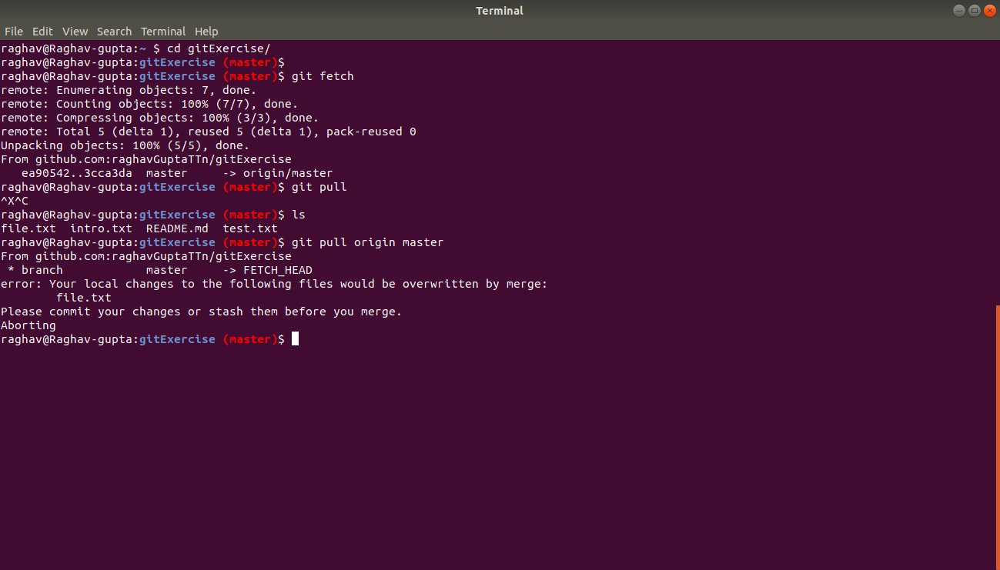 Terminal
File Edit View Search Terminal Help
raghav@Raghav-gupta:~ $ cd gitExercise/
raghav@Raghav-gupta:gitExercise (master)$
raghav@Raghav-gupta:gitExercise (master)$ git fetch
remote: Enumerating objects: 7, done.
remote: Counting objects: 100% (7/7), done.
remote: Compressing objects: 100% (3/3), done.
remote: Total 5 (delta 1), reused 5 (delta 1), pack-reused 0
Unpacking objects: 100% (5/5), done.
From github.com:raghavGuptaTTn/gitExercise
   ea90542..3cca3da  master     -> origin/master
raghav@Raghav-gupta:gitExercise (master)$ git pull
^X^C
raghav@Raghav-gupta:gitExercise (master)$ ls
file.txt  intro.txt  README.md  test.txt
raghav@Raghav-gupta:gitExercise (master)$ git pull origin master
From github.com:raghavGuptaTTn/gitExercise
 * branch            master     -> FETCH_HEAD
error: Your local changes to the following files would be overwritten by merge:
        file.txt
Please commit your changes or stash them before you merge.
Aborting
raghav@Raghav-gupta:gitExercise (master)$